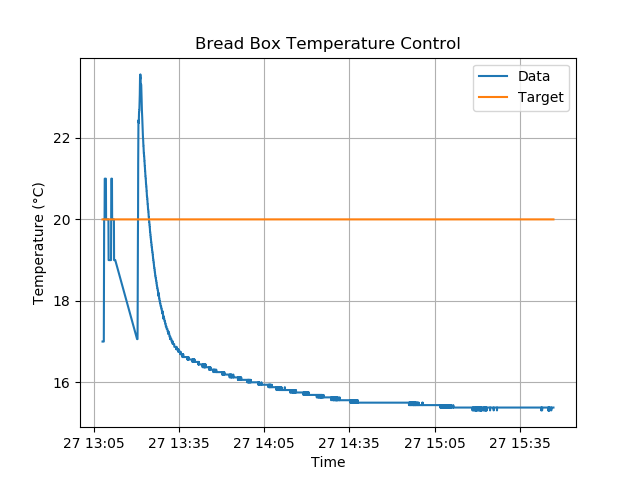 Bread Box Temperature Control
Data
Target
22
20
18
16
Temperature (°C)
27 13:05 27 13:35 27 14:05 27 14:35 27 15:05 27 15:35
Time